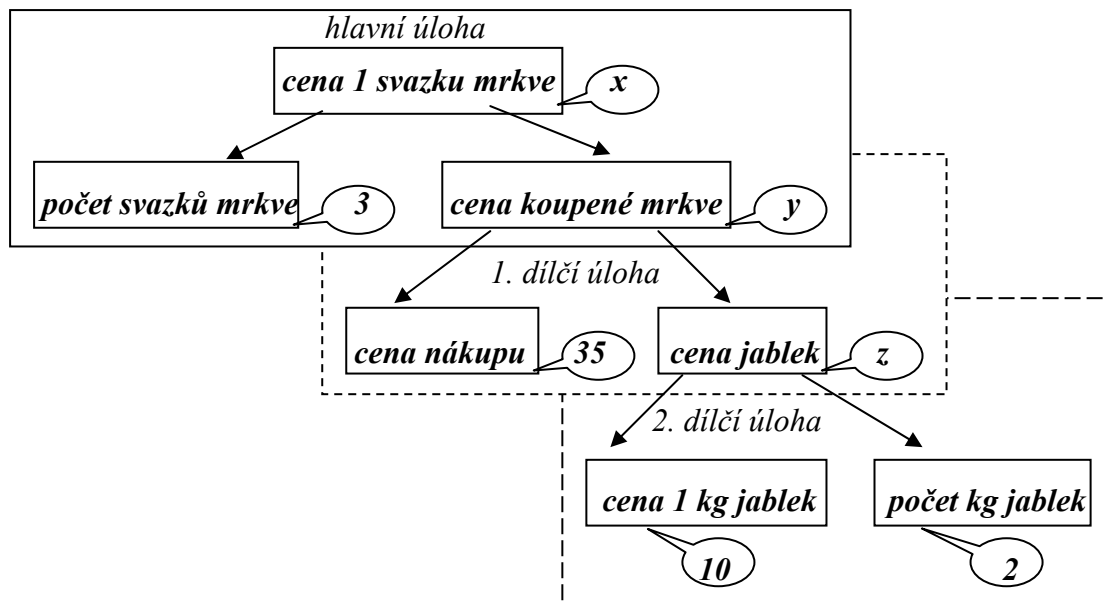 hlavní úloha
cena 1 svazku mrkve
x
počet svazků mrkve
3
cena koupené mrkve
y
1. dílčí úloha
cena nákupu
35
cena jablek
z
2. dílčí úloha
cena 1 kg jablek
počet kg jablek
10
2